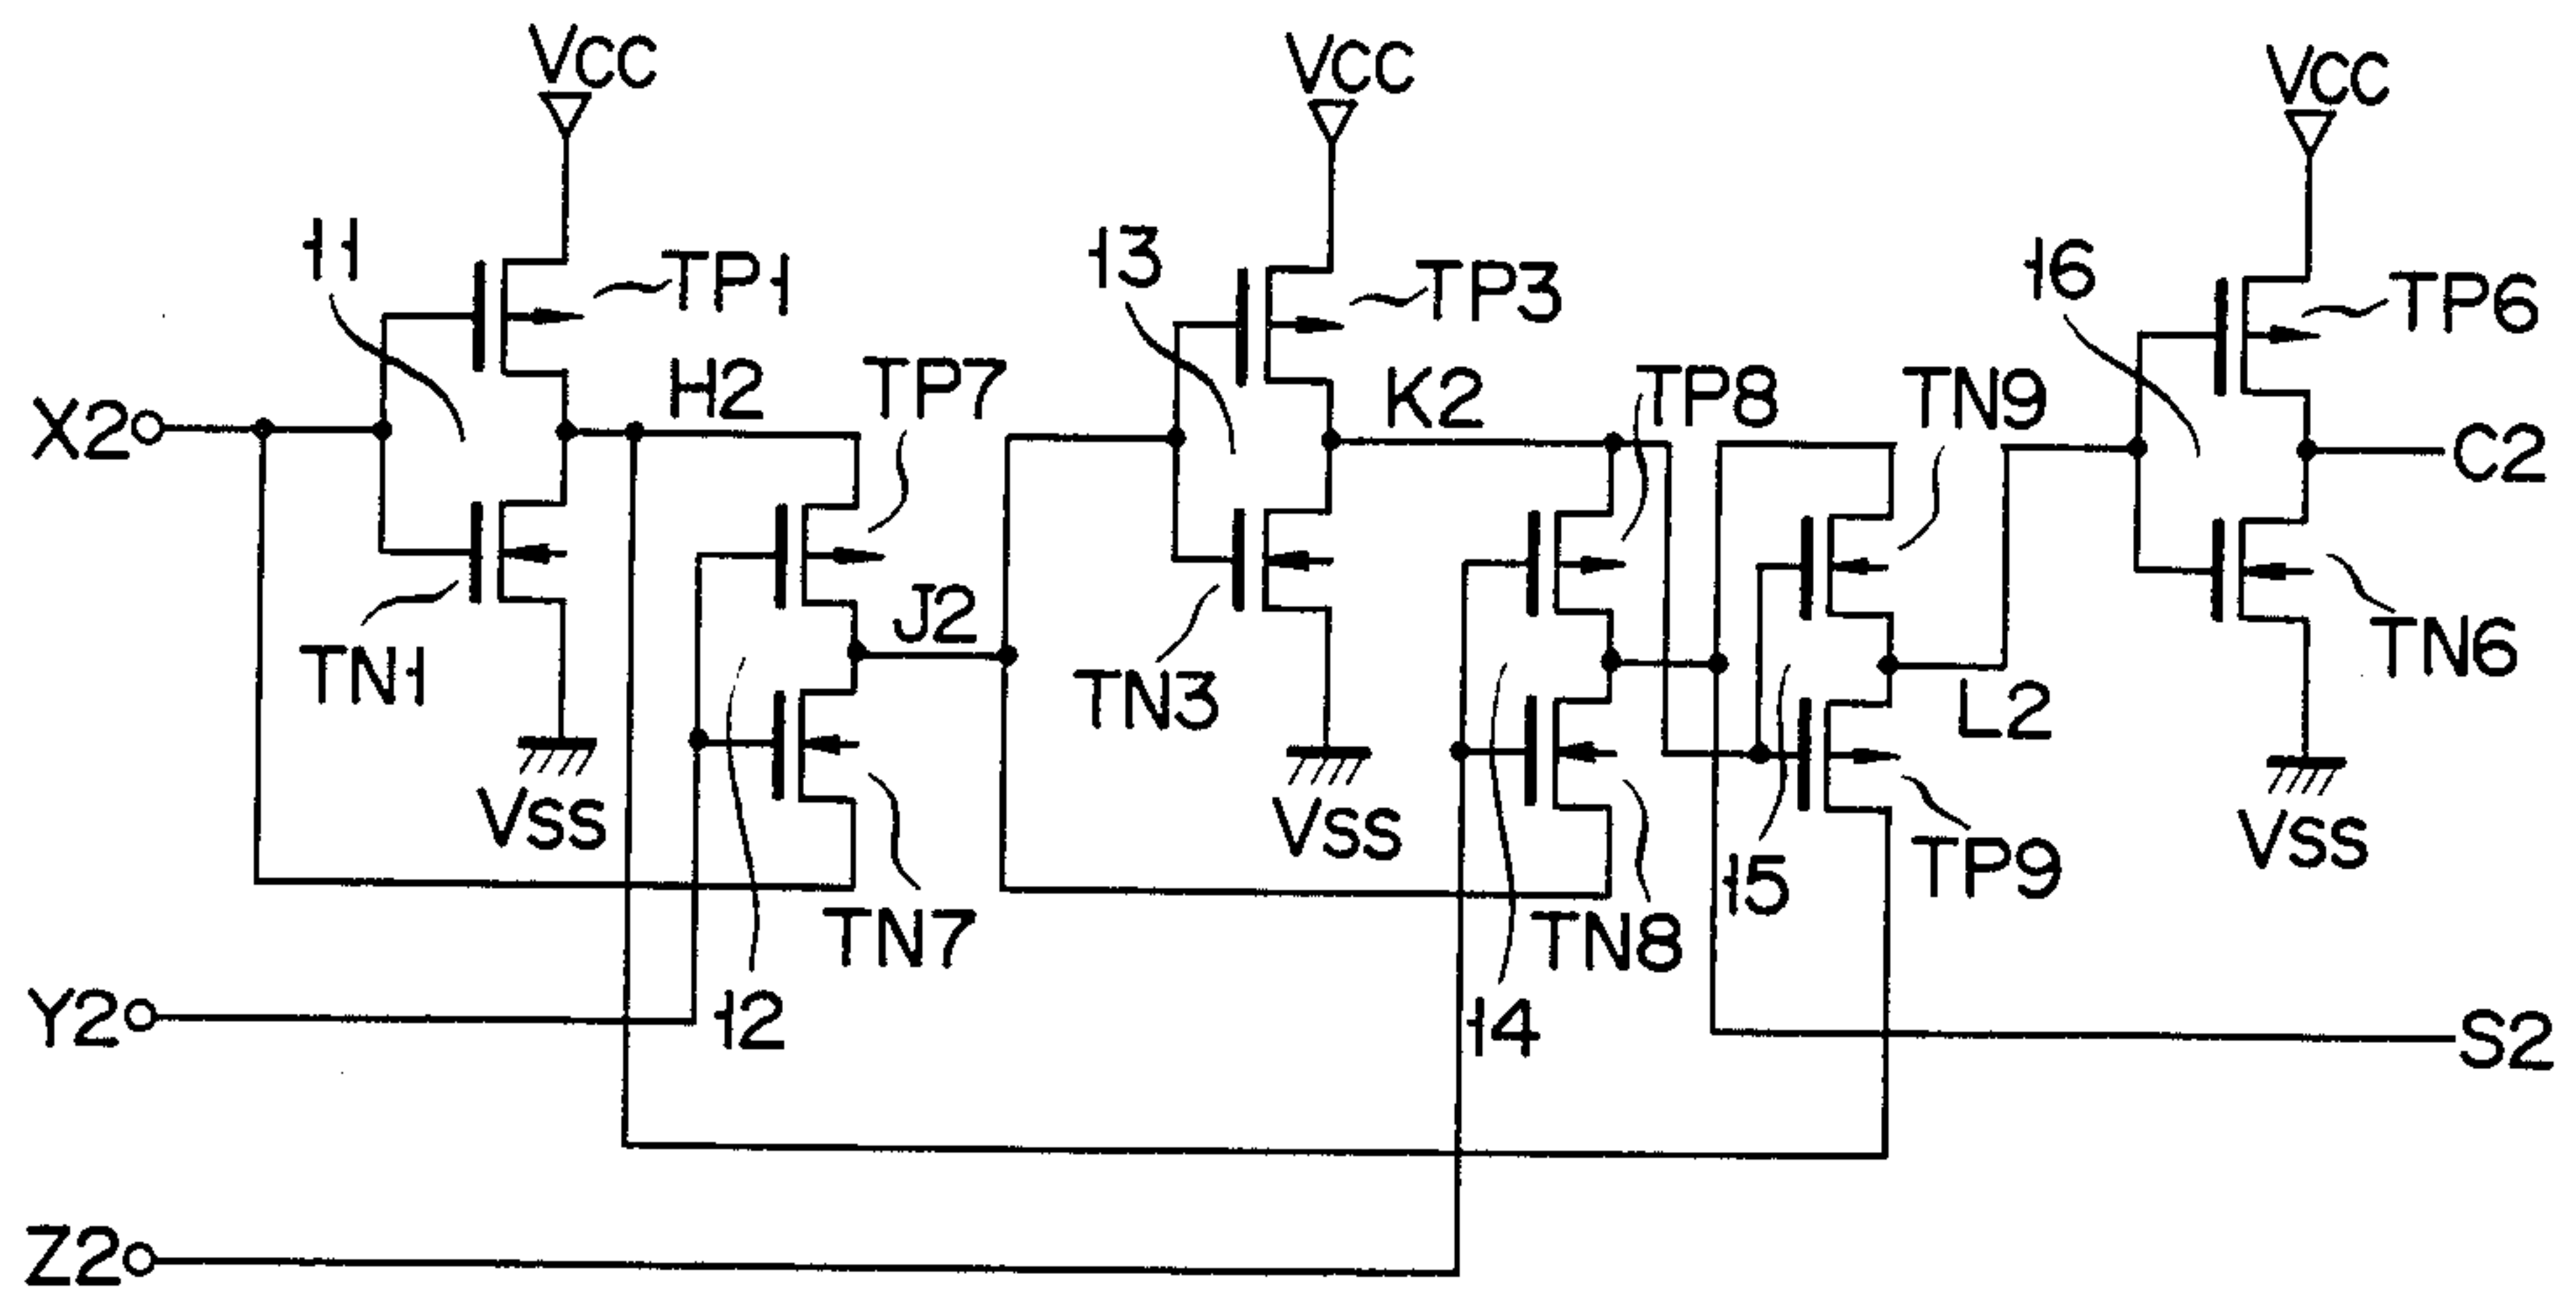 VCC
VCC
VCC
11
TP1
13
TP3
16
TP6
X2
H2
TP7
K2
TP8
TN9
C2
J2
TN1
TN3
L2
TN6
VSS
VSS
VSS
15
TP9
TN7
TN8
Y2
12
14
S2
Z2